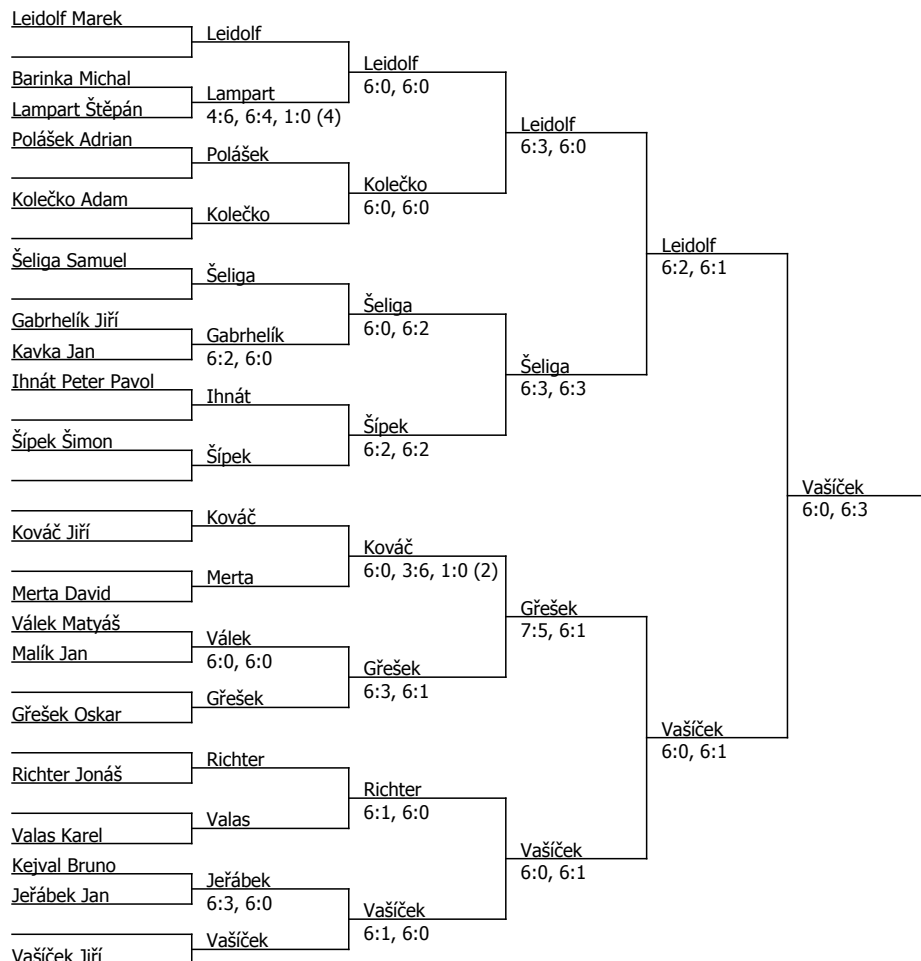 Leidolf Marek
Barinka Michal
Lampart Štěpán
Polášek Adrian
Kolečko Adam
Šeliga Samuel
Gabrhelík Jiří
Kavka Jan
Ihnát Peter Pavol
Šípek Šimon
Kováč Jiří
Merta David
Válek Matyáš
Malík Jan
Gřešek Oskar
Richter Jonáš
Valas Karel
Kejval Bruno
Jeřábek Jan
Vašíček Jiří
Leidolf
Lampart
4:6, 6:4, 1:0 (4)
Polášek
Kolečko
Šeliga
Gabrhelík
6:2, 6:0
Ihnát
Šípek
Kováč
Merta
Válek
6:0, 6:0
Gřešek
Richter
Valas
Jeřábek
6:3, 6:0
Vašíček
Leidolf
6:0, 6:0
Kolečko
6:0, 6:0
Šeliga
6:0, 6:2
Šípek
6:2, 6:2
Kováč
6:0, 3:6, 1:0 (2)
Gřešek
6:3, 6:1
Richter
6:1, 6:0
Vašíček
6:1, 6:0
Leidolf
6:3, 6:0
Šeliga
6:3, 6:3
Gřešek
7:5, 6:1
Vašíček
6:0, 6:1
Leidolf
6:2, 6:1
Vašíček
6:0, 6:1
Vašíček
6:0, 6:3